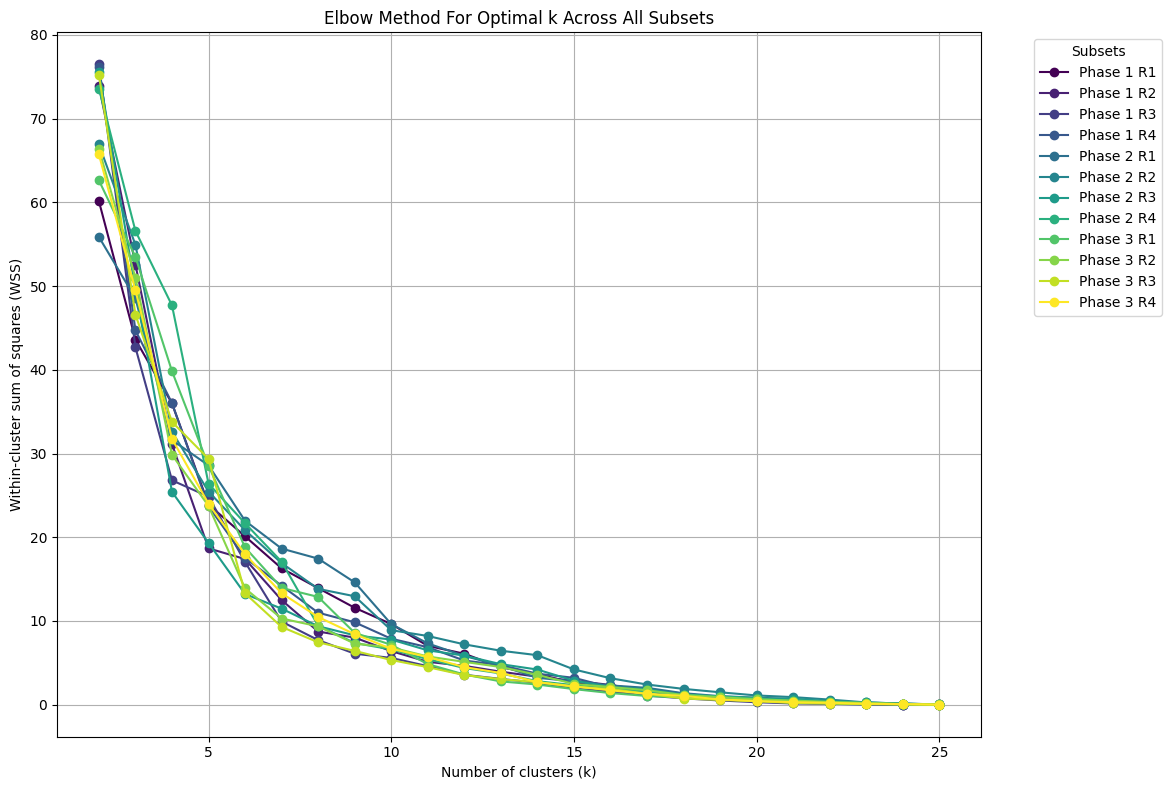 Elbow Method For Optimal k Across All Subsets
Within-cluster sum of squares (WSS)
80
70
60
50
40
30
20
10
0
5
10
15
20
25
Number of clusters (k)
Subsets
Phase 1 R1
Phase 1 R2
Phase 1 R3
Phase 1 R4
Phase 2 R1
Phase 2 R2
Phase 2 R3
Phase 2 R4
Phase 3 R1
Phase 3 R2
Phase 3 R3
Phase 3 R4